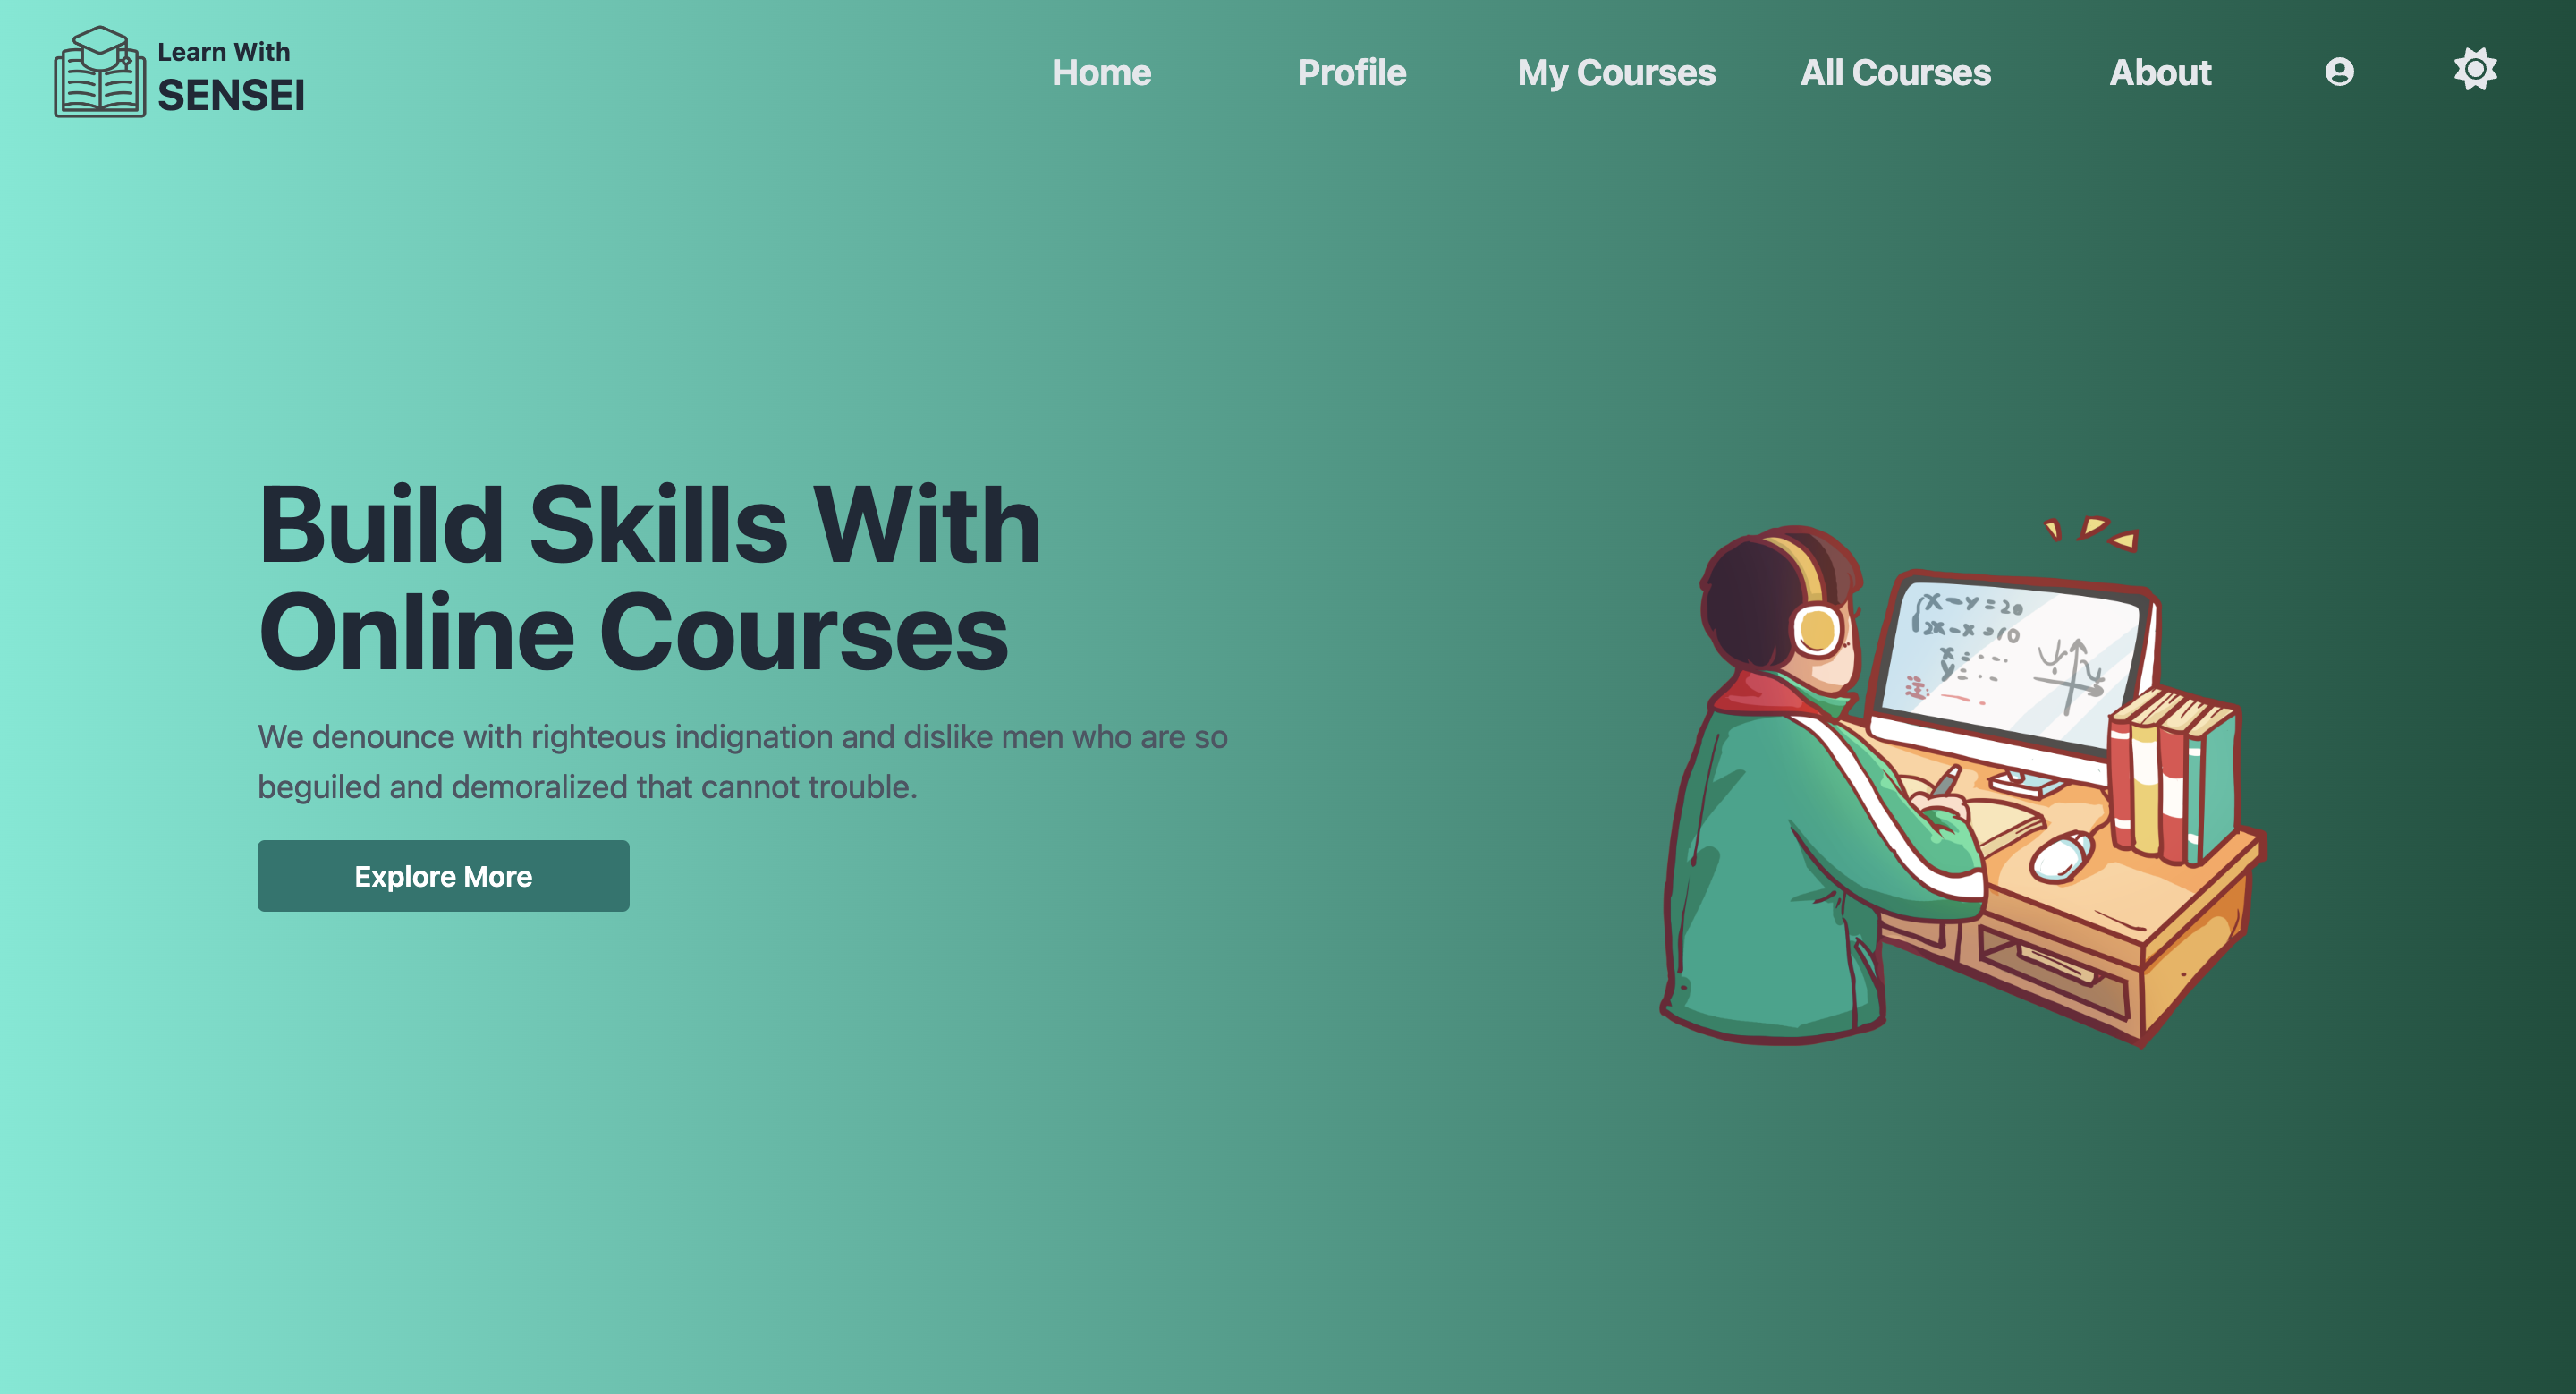 Learn With
SENSEI
Home Profile My Courses All Courses About
Build Skills With
Online Courses
We denounce with righteous indignation and dislike men who are so
beguiled and demoralized that cannot trouble.
Explore More
x - y = 20